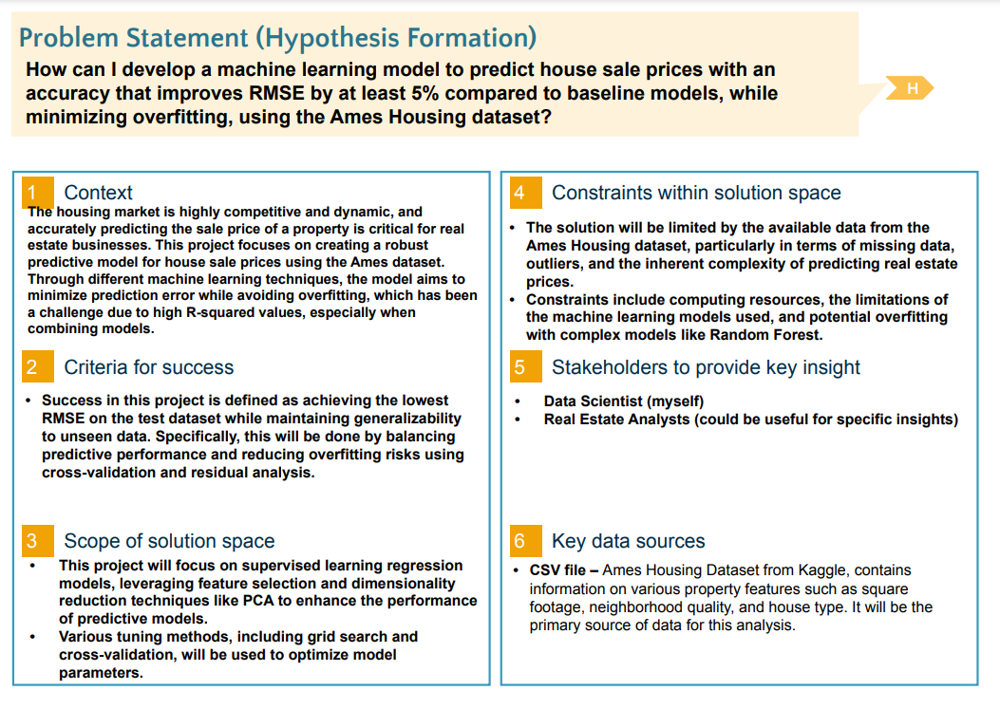 Problem Statement (Hypothesis Formation)
How can I develop a machine learning model to predict house sale prices with an
accuracy that improves RMSE by at least 5% compared to baseline models, while
minimizing overfitting, using the Ames Housing dataset?
H
1 Context
The housing market is highly competitive and dynamic, and
accurately predicting the sale price of a property is critical for real
estate businesses. This project focuses on creating a robust
predictive model for house sale prices using the Ames dataset.
Through different machine learning techniques, the model aims to
minimize prediction error while avoiding overfitting, which has been
a challenge due to high R-squared values, especially when
combining models.
2 Criteria for success
• Success in this project is defined as achieving the lowest
RMSE on the test dataset while maintaining generalizability
to unseen data. Specifically, this will be done by balancing
predictive performance and reducing overfitting risks using
cross-validation and residual analysis.
3 Scope of solution space
• This project will focus on supervised learning regression
models, leveraging feature selection and dimensionality
reduction techniques like PCA to enhance the performance
of predictive models.
• Various tuning methods, including grid search and
cross-validation, will be used to optimize model
parameters.
4 Constraints within solution space
• The solution will be limited by the available data from the
Ames Housing dataset, particularly in terms of missing data,
outliers, and the inherent complexity of predicting real estate
prices.
• Constraints include computing resources, the limitations of
the machine learning models used, and potential overfitting
with complex models like Random Forest.
5 Stakeholders to provide key insight
• Data Scientist (myself)
• Real Estate Analysts (could be useful for specific insights)
6 Key data sources
• CSV file – Ames Housing Dataset from Kaggle, contains
information on various property features such as square
footage, neighborhood quality, and house type. It will be the
primary source of data for this analysis.